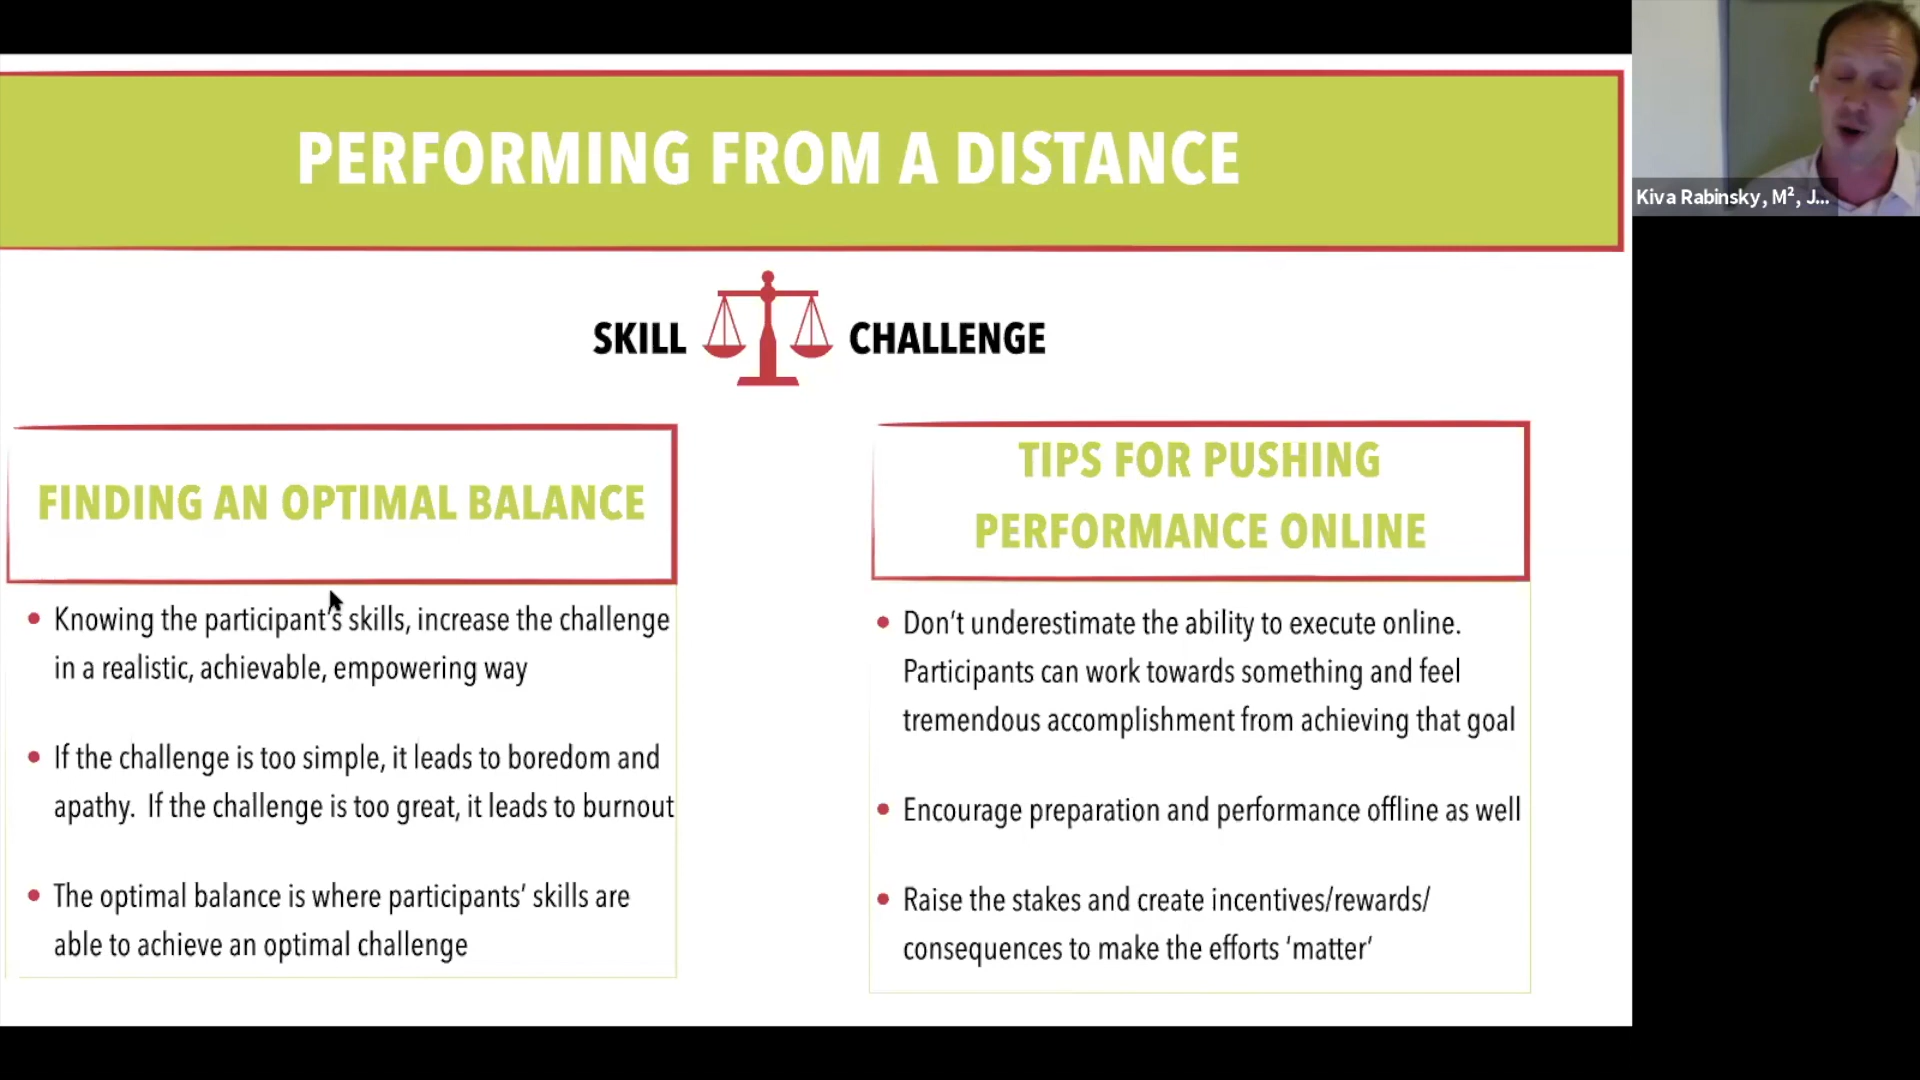 PERFORMING FROM A DISTANCE
Kiva Rabinsky, M², J...
SKILL CHALLENGE
FINDING AN OPTIMAL BALANCE
• Knowing the participant's skills, increase the challenge
in a realistic, achievable, empowering way
• If the challenge is too simple, it leads to boredom and
apathy. If the challenge is too great, it leads to burnout
• The optimal balance is where participants' skills are
able to achieve an optimal challenge
TIPS FOR PUSHING
PERFORMANCE ONLINE
• Don't underestimate the ability to execute online.
Participants can work towards something and feel
tremendous accomplishment from achieving that goal
• Encourage preparation and performance offline as well
• Raise the stakes and create incentives/rewards/
consequences to make the efforts 'matter'